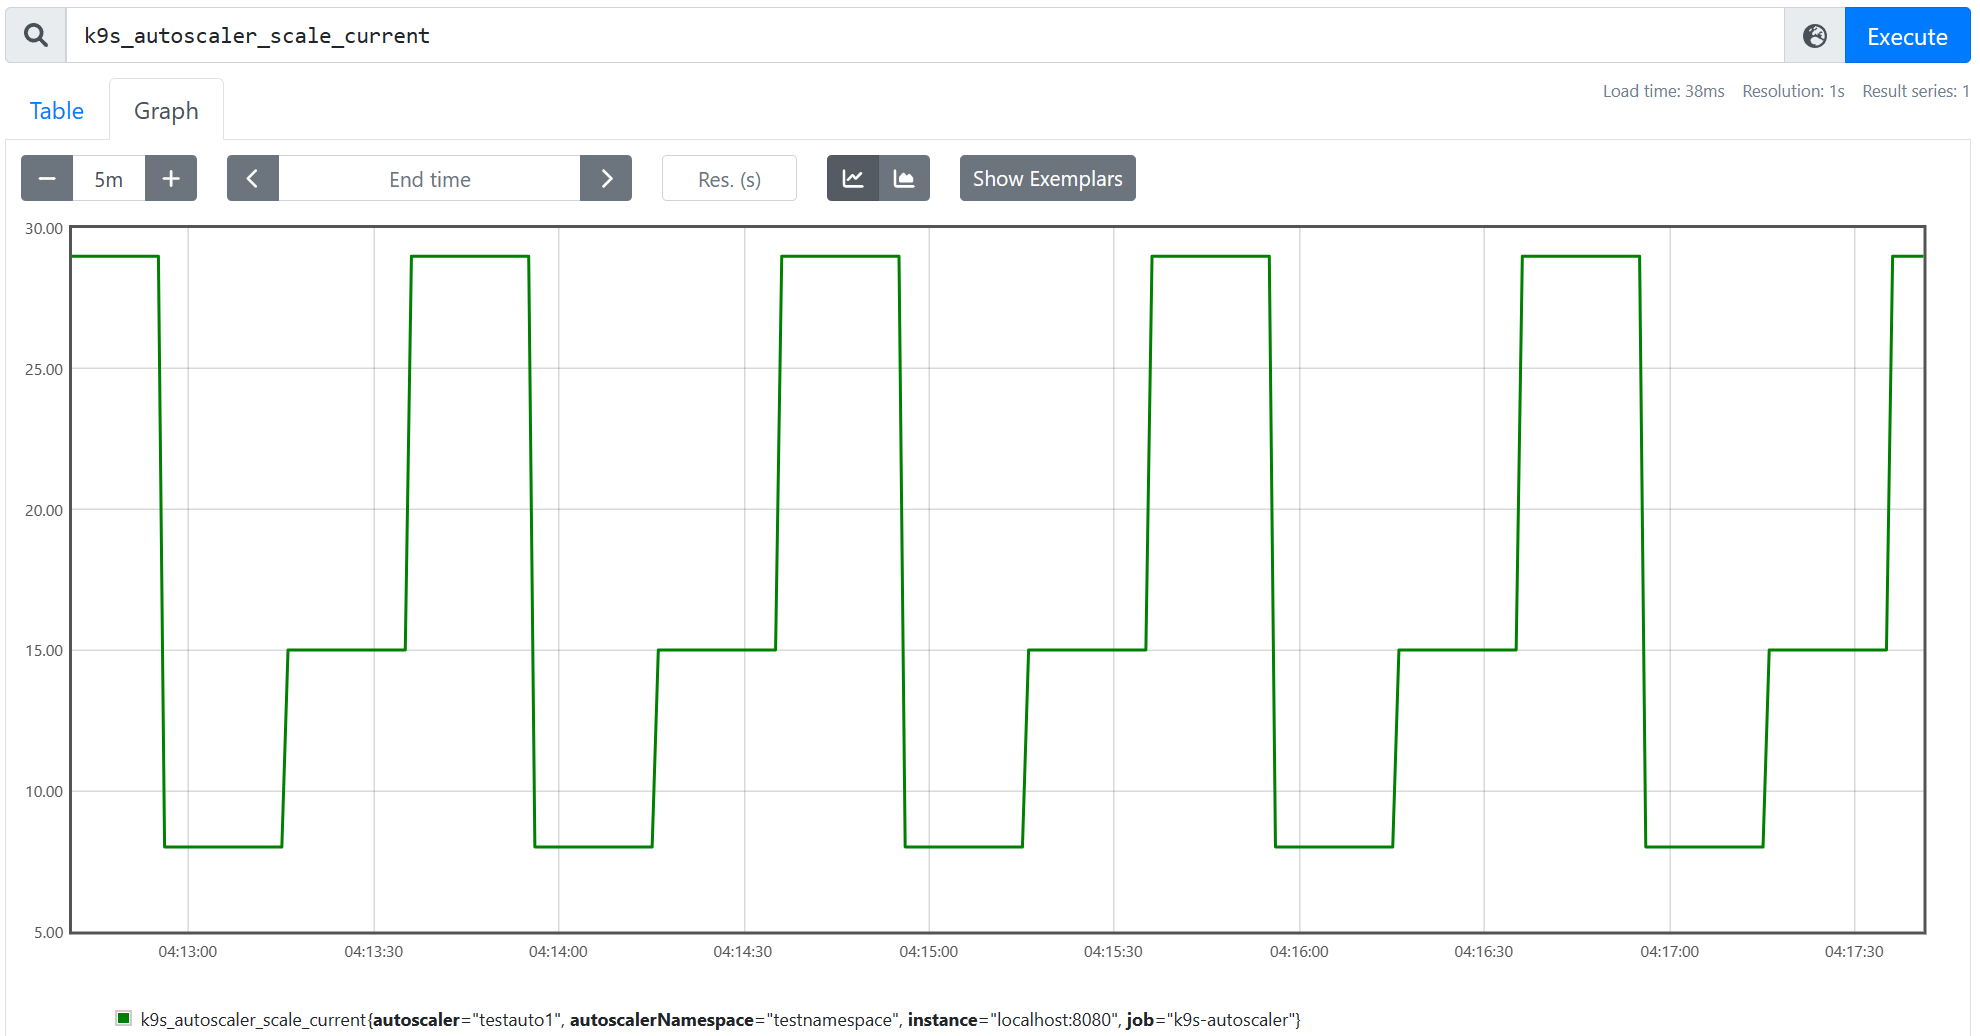 k9s_autoscaler_scale_current
Execute
Table
Graph
Load time: 38ms Resolution: 1s Result series: 1
5m
End time
Res. (s)
Show Exemplars
30.00
25.00
20.00
15.00
10.00
5.00
04:13:00 04:13:30 04:14:00 04:14:30 04:15:00 04:15:30 04:16:00 04:16:30 04:17:00 04:17:30
k9s_autoscaler_scale_current{autoscaler="testauto1", autoscalerNamespace="testnamespace", instance="localhost:8080", job="k9s-autoscaler"}